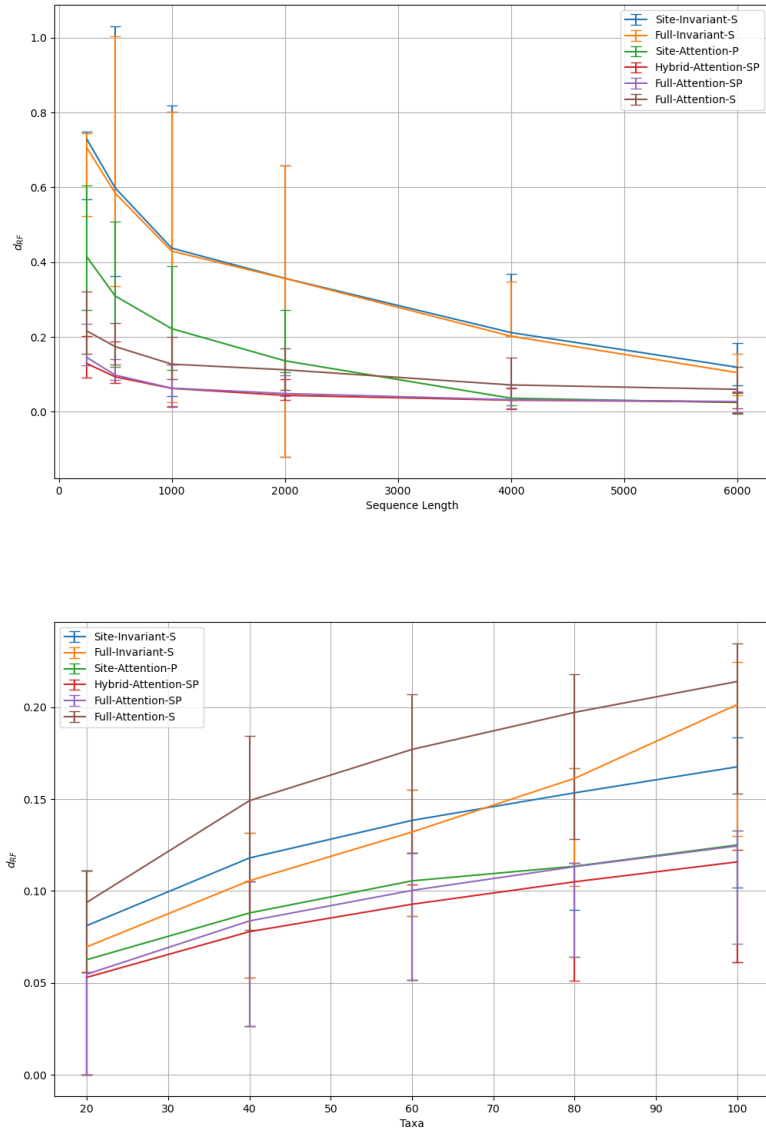 1.0
0.8
0.6
0.4
0.2
0.0
d_RF
0
1000
2000
3000
4000
5000
6000
Sequence Length
Site-Invariant-S
Full-Invariant-S
Site-Attention-P
Hybrid-Attention-SP
Full-Attention-SP
Full-Attention-S
Site-Invariant-S
Full-Invariant-S
Site-Attention-P
Hybrid-Attention-SP
Full-Attention-SP
Full-Attention-S
0.20
0.15
0.10
0.05
0.00
d_RF
20
30
40
50
60
70
80
90
100
Taxa